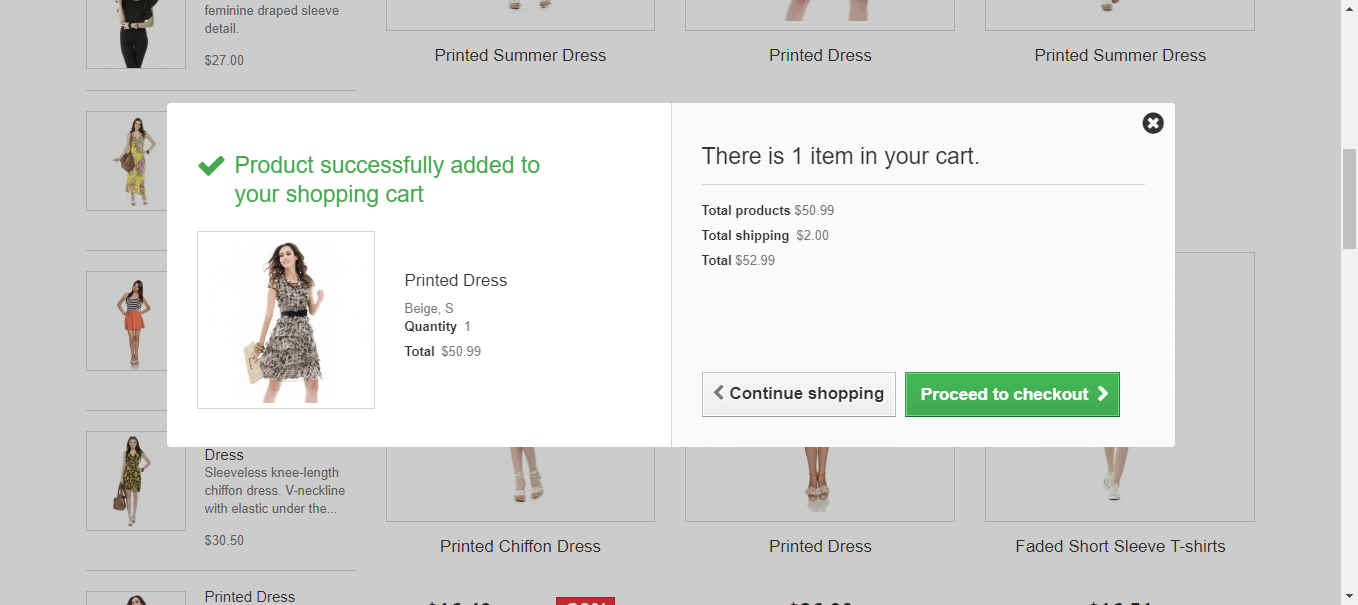 feminine draped sleeve
detail.
$27.00
Printed Summer Dress
Printed Dress
Printed Summer Dress
Product successfully added to
your shopping cart
Printed Dress
Beige, S
Quantity 1
Total $50.99
There is 1 item in your cart.
Total products $50.99
Total shipping $2.00
Total $52.99
Continue shopping
Proceed to checkout
Dress
Sleeveless knee-length
chiffon dress. V-neckline
with elastic under the...
$30.50
Printed Dress
Printed Chiffon Dress
Printed Dress
Faded Short Sleeve T-shirts